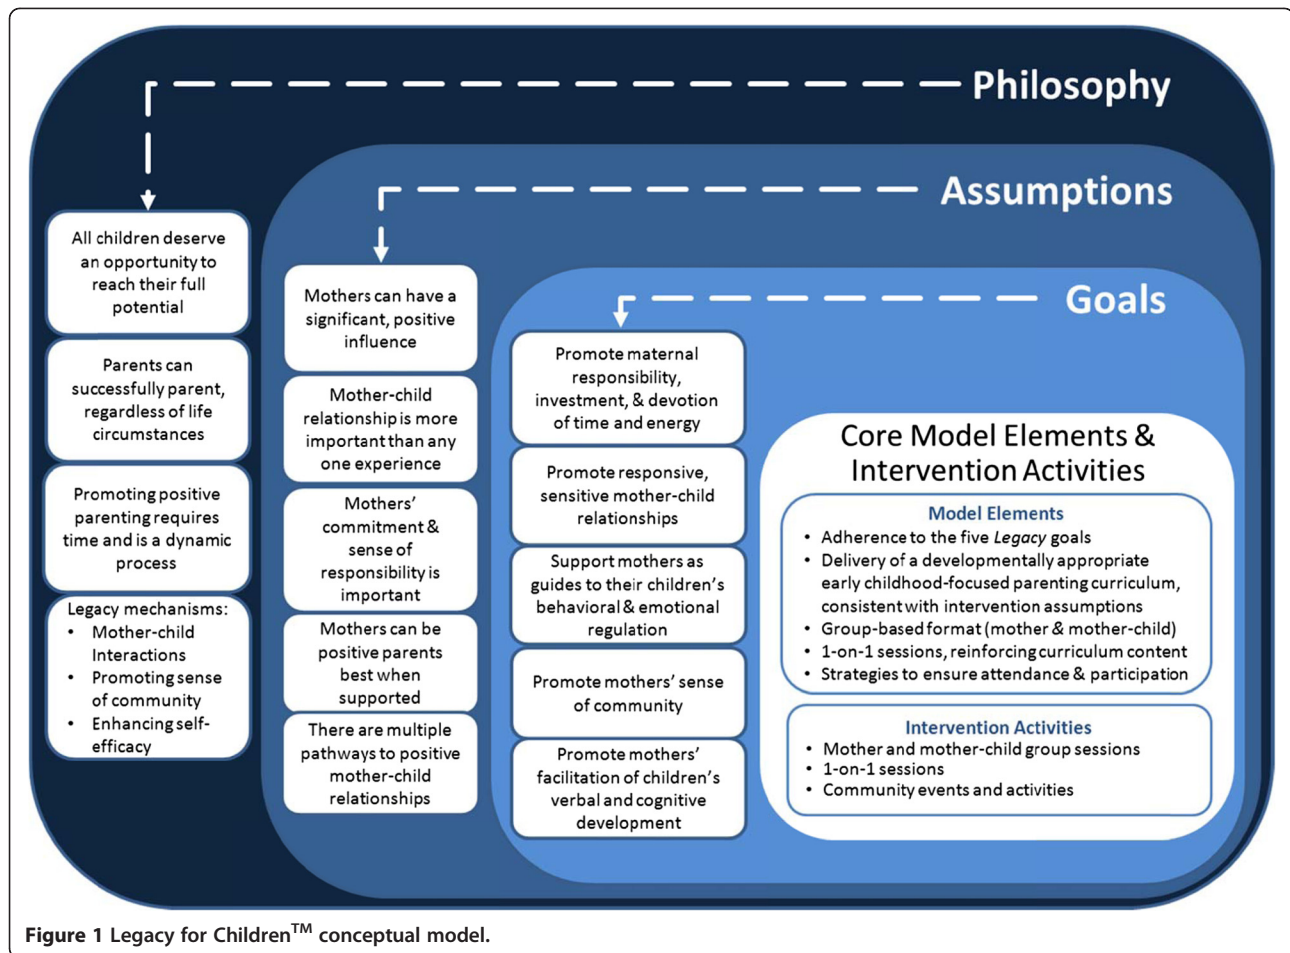 Philosophy
All children deserve
an opportunity to
reach their full
potential
Parents can
successfully parent,
regardless of life
circumstances
Promoting positive
parenting requires
time and is a dynamic
process
Legacy mechanisms:
• Mother-child
Interactions
• Promoting sense
of community
• Enhancing self-
efficacy
Assumptions
Mothers can have a
significant, positive
influence
Mother-child
relationship is more
important than any
one experience
Mothers’
commitment &
sense of
responsibility is
important
Mothers can be
positive parents
best when
supported
There are multiple
pathways to positive
mother-child
relationships
Goals
Promote maternal
responsibility,
investment, & devotion
of time and energy
Promote responsive,
sensitive mother-child
relationships
Support mothers as
guides to their children’s
behavioral & emotional
regulation
Promote mothers’ sense
of community
Promote mothers’
facilitation of children’s
verbal and cognitive
development
Core Model Elements &
Intervention Activities
Model Elements
• Adherence to the five Legacy goals
• Delivery of a developmentally appropriate
early childhood-focused parenting curriculum,
consistent with intervention assumptions
• Group-based format (mother & mother-child)
• 1-on-1 sessions, reinforcing curriculum content
• Strategies to ensure attendance & participation
Intervention Activities
• Mother and mother-child group sessions
• 1-on-1 sessions
• Community events and activities
Figure 1 Legacy for Children™ conceptual model.